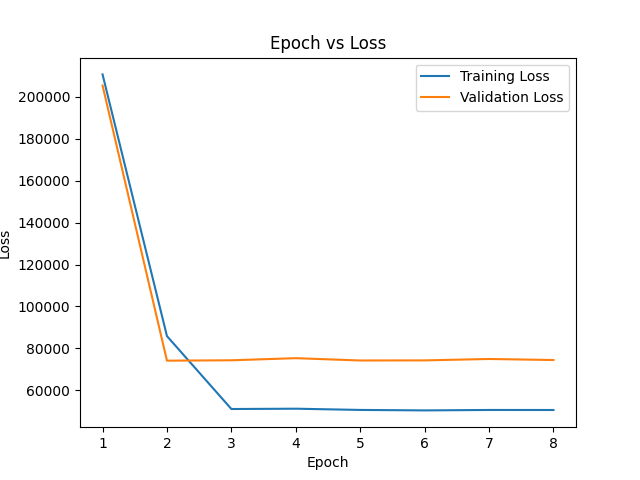 Epoch vs Loss
Training Loss
Validation Loss
200000
180000
160000
140000
120000
100000
80000
60000
Loss
1 2 3 4 5 6 7 8
Epoch